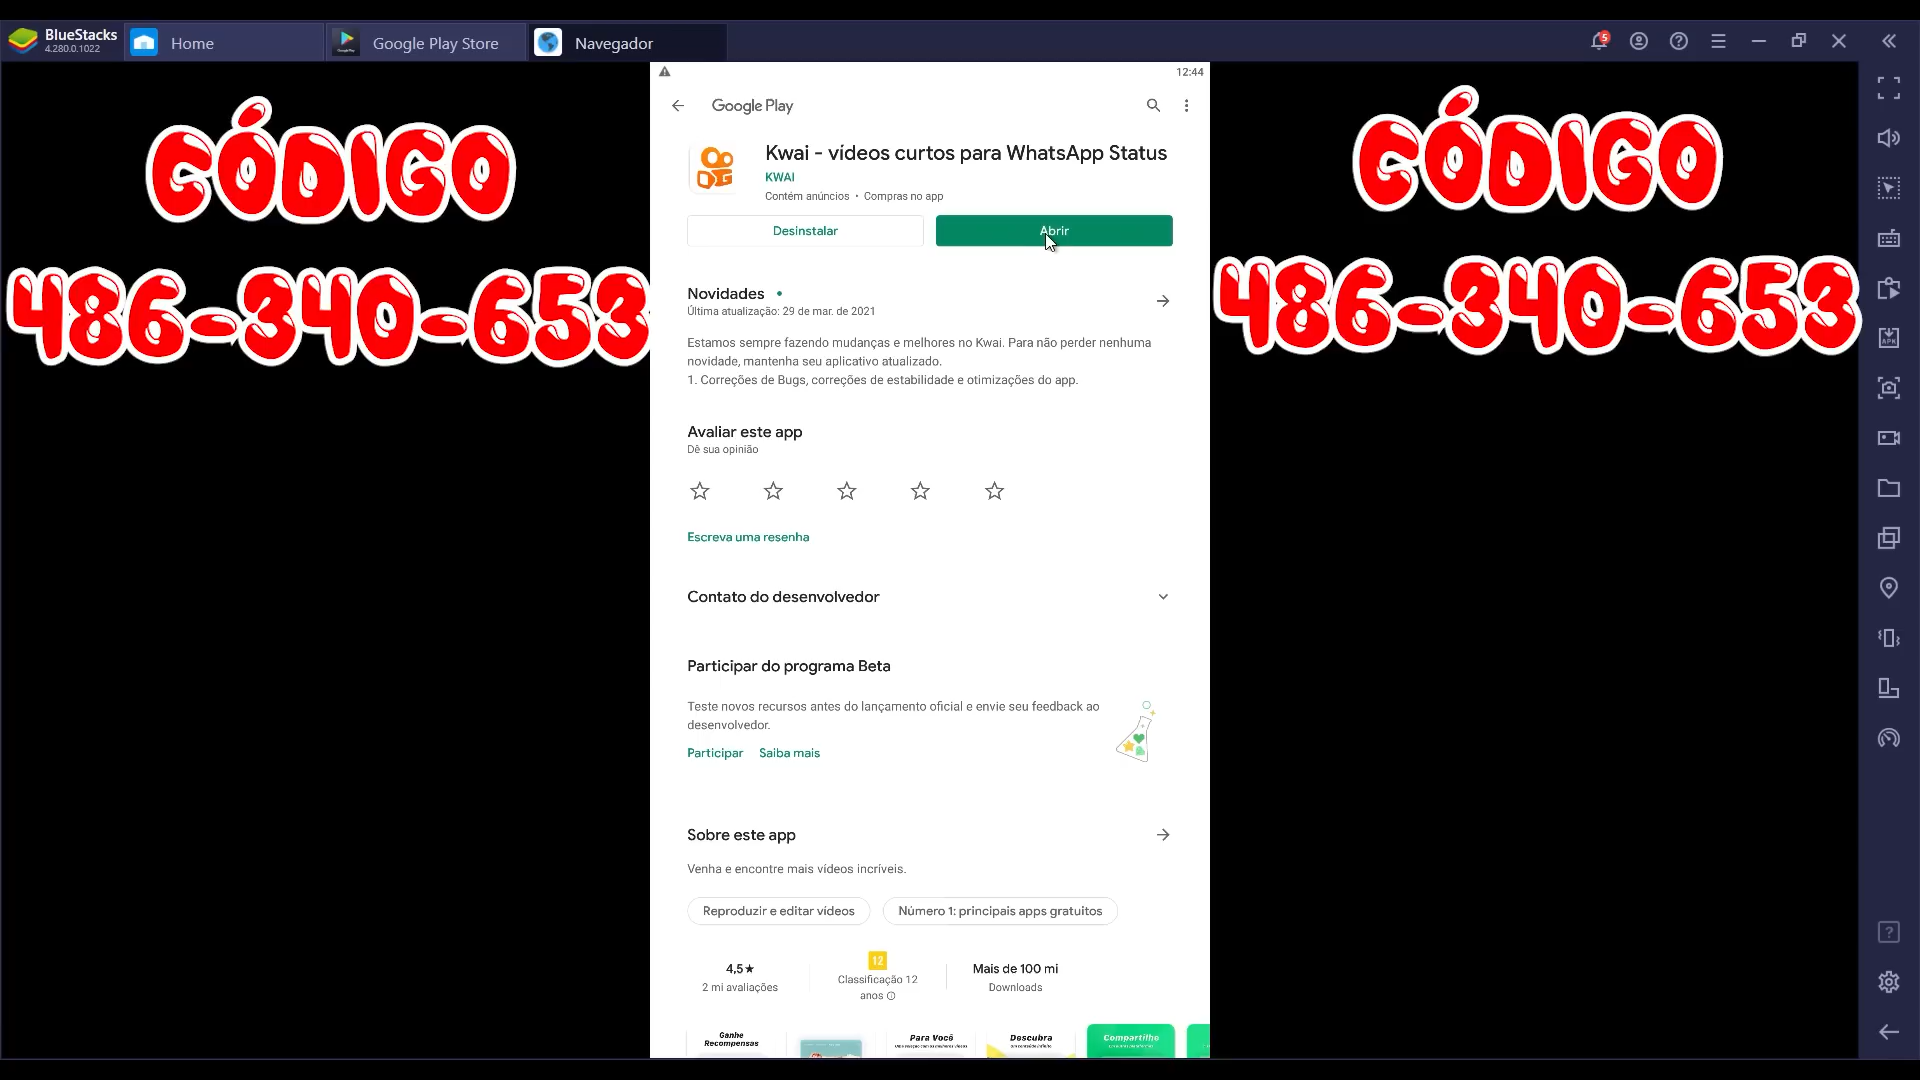 BlueStacks
4.280.0.1022
Home
Google Play Store
Navegador
5
12:44
CÓDIGO
486-340-653
CÓDIGO
486-340-653
Google Play
Kwai - vídeos curtos para WhatsApp Status
KWAI
Contém anúncios • Compras no app
Desinstalar
Abrir
Novidades •
Última atualização: 29 de mar. de 2021
Estamos sempre fazendo mudanças e melhores no Kwai. Para não perder nenhuma
novidade, mantenha seu aplicativo atualizado.
1. Correções de Bugs, correções de estabilidade e otimizações do app.
Avaliar este app
Dê sua opinião
Escreva uma resenha
Contato do desenvolvedor
Participar do programa Beta
Teste novos recursos antes do lançamento oficial e envie seu feedback ao
desenvolvedor.
Participar
Saiba mais
Sobre este app
Venha e encontre mais vídeos incríveis.
Reproduzir e editar vídeos
Número 1: principais apps gratuitos
4,5★
2 mi avaliações
12
Classificação 12
anos
Mais de 100 mi
Downloads
Ganhe
Recompensas
Para Você
Descubra
Compartilhe
APK